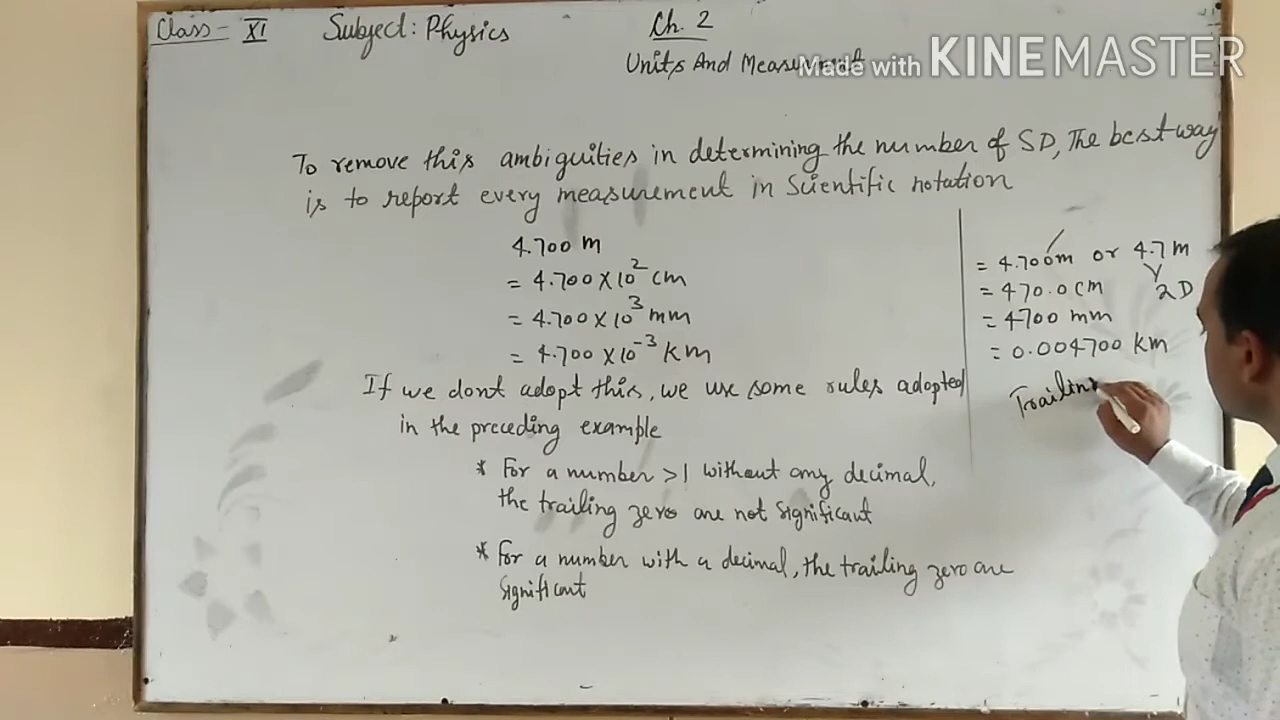 Class - XI Subject: Physics Ch. 2
Units And Measurment
Made with KINEMASTER
To remove this ambiguities in determining the number of SD, The best way
is to report every measurement in Scientific notation
4.700 m
= 4.700 × 10² cm
= 4.700 × 10³ mm
= 4.700 × 10⁻³ km
= 4.700m or 4.7 m
= 470.0 cm 2D
= 4700 mm
= 0.004700 km
Trailin
If we dont adopt this, we use some rules adopted
in the preceding example
* For a number >1 without any decimal,
the trailing zero are not significant
* For a number with a decimal, the trailing zero are
significant